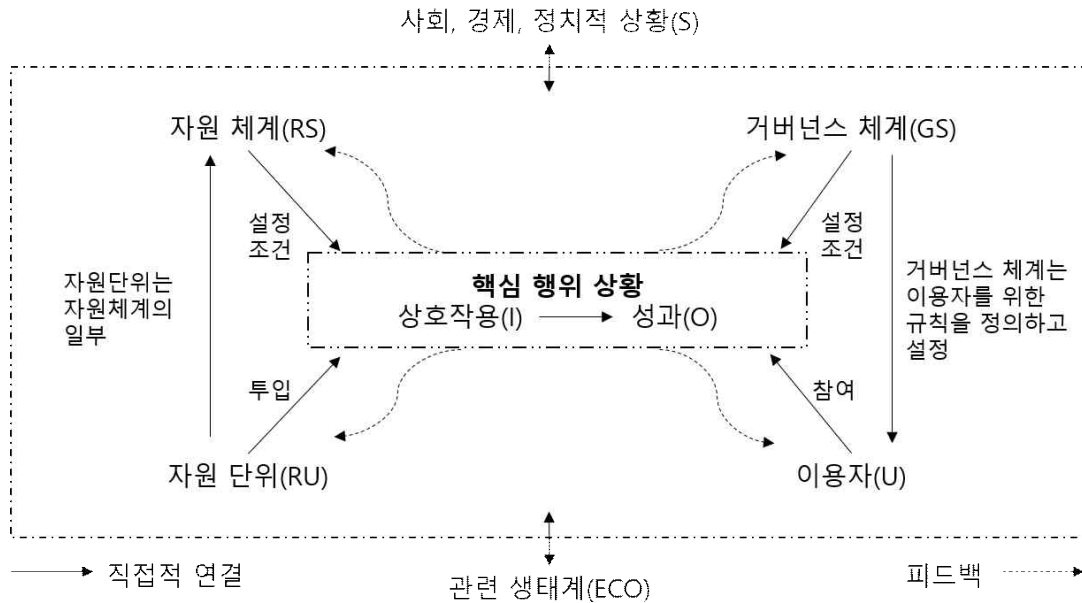 사회, 경제, 정치적 상황(S)
자원 체계(RS)
거버넌스 체계(GS)
설정
조건
설정
조건
자원단위는
자원체계의
일부
핵심 행위 상황
상호작용(I)
성과(O)
거버넌스 체계는
이용자를 위한
규칙을 정의하고
설정
투입
참여
자원 단위(RU)
이용자(U)
직접적 연결
관련 생태계(ECO)
피드백